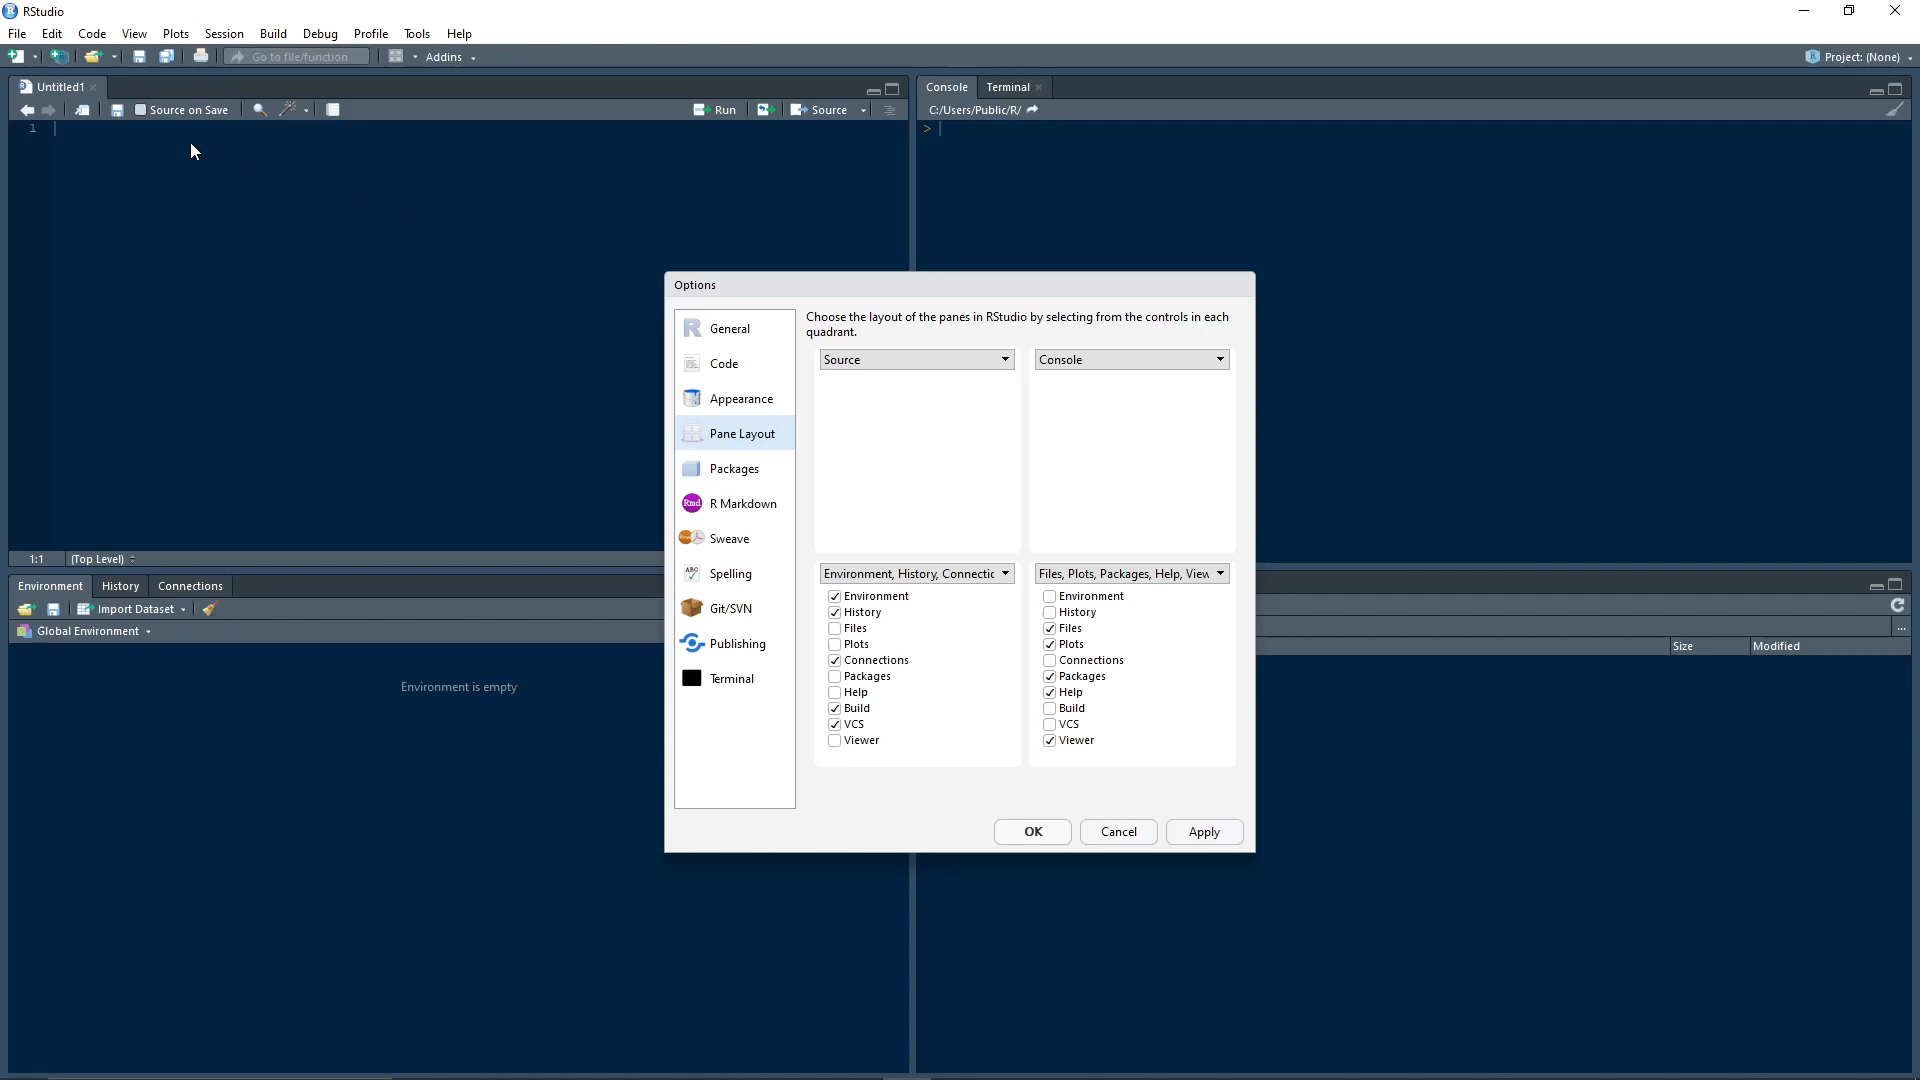 RStudio
File Edit Code View Plots Session Build Debug Profile Tools Help
Go to file/function Addins Project: (None)
Untitled1
Source on Save Run Source
1
1:1 (Top Level)
Console Terminal
C:/Users/Public/R/
>
Environment History Connections
Import Dataset
Global Environment
Environment is empty
...
Size Modified
Options
General
Code
Appearance
Pane Layout
Packages
Rmd R Markdown
Sweave
ABC Spelling
Git/SVN
Publishing
Terminal
Choose the layout of the panes in RStudio by selecting from the controls in each
quadrant.
Source
Console
Environment, History, Connectic
Environment
History
Files
Plots
Connections
Packages
Help
Build
VCS
Viewer
Files, Plots, Packages, Help, View
Environment
History
Files
Plots
Connections
Packages
Help
Build
VCS
Viewer
OK Cancel Apply